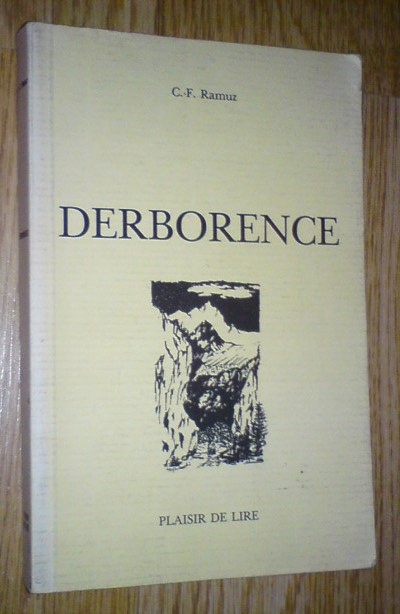 C.-F. Ramuz
DERBORENCE
PLAISIR DE LIRE